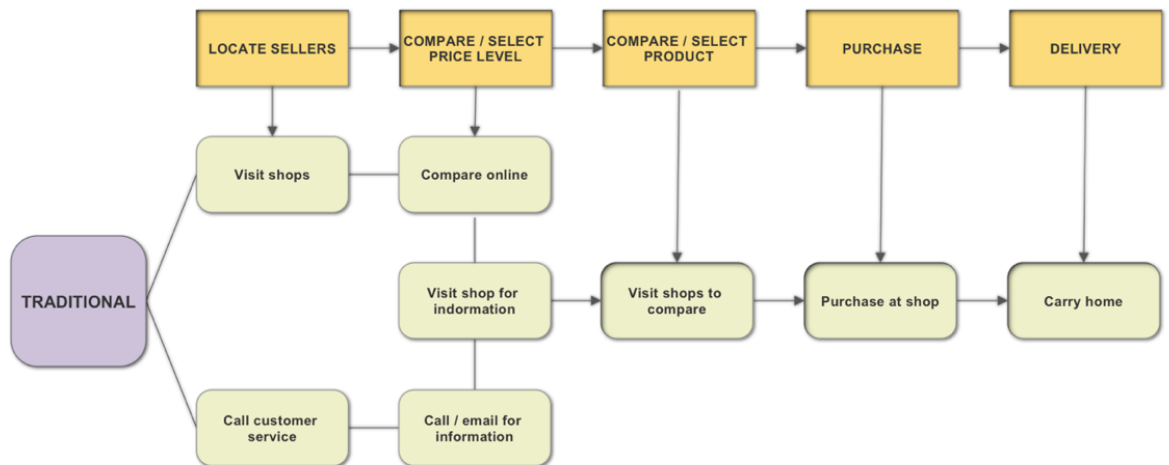 LOCATE SELLERS
COMPARE / SELECT
PRICE LEVEL
COMPARE / SELECT
PRODUCT
PURCHASE
DELIVERY
Visit shops
Compare online
TRADITIONAL
Visit shop for
indormation
Visit shops to
compare
Purchase at shop
Carry home
Call customer
service
Call / email for
information